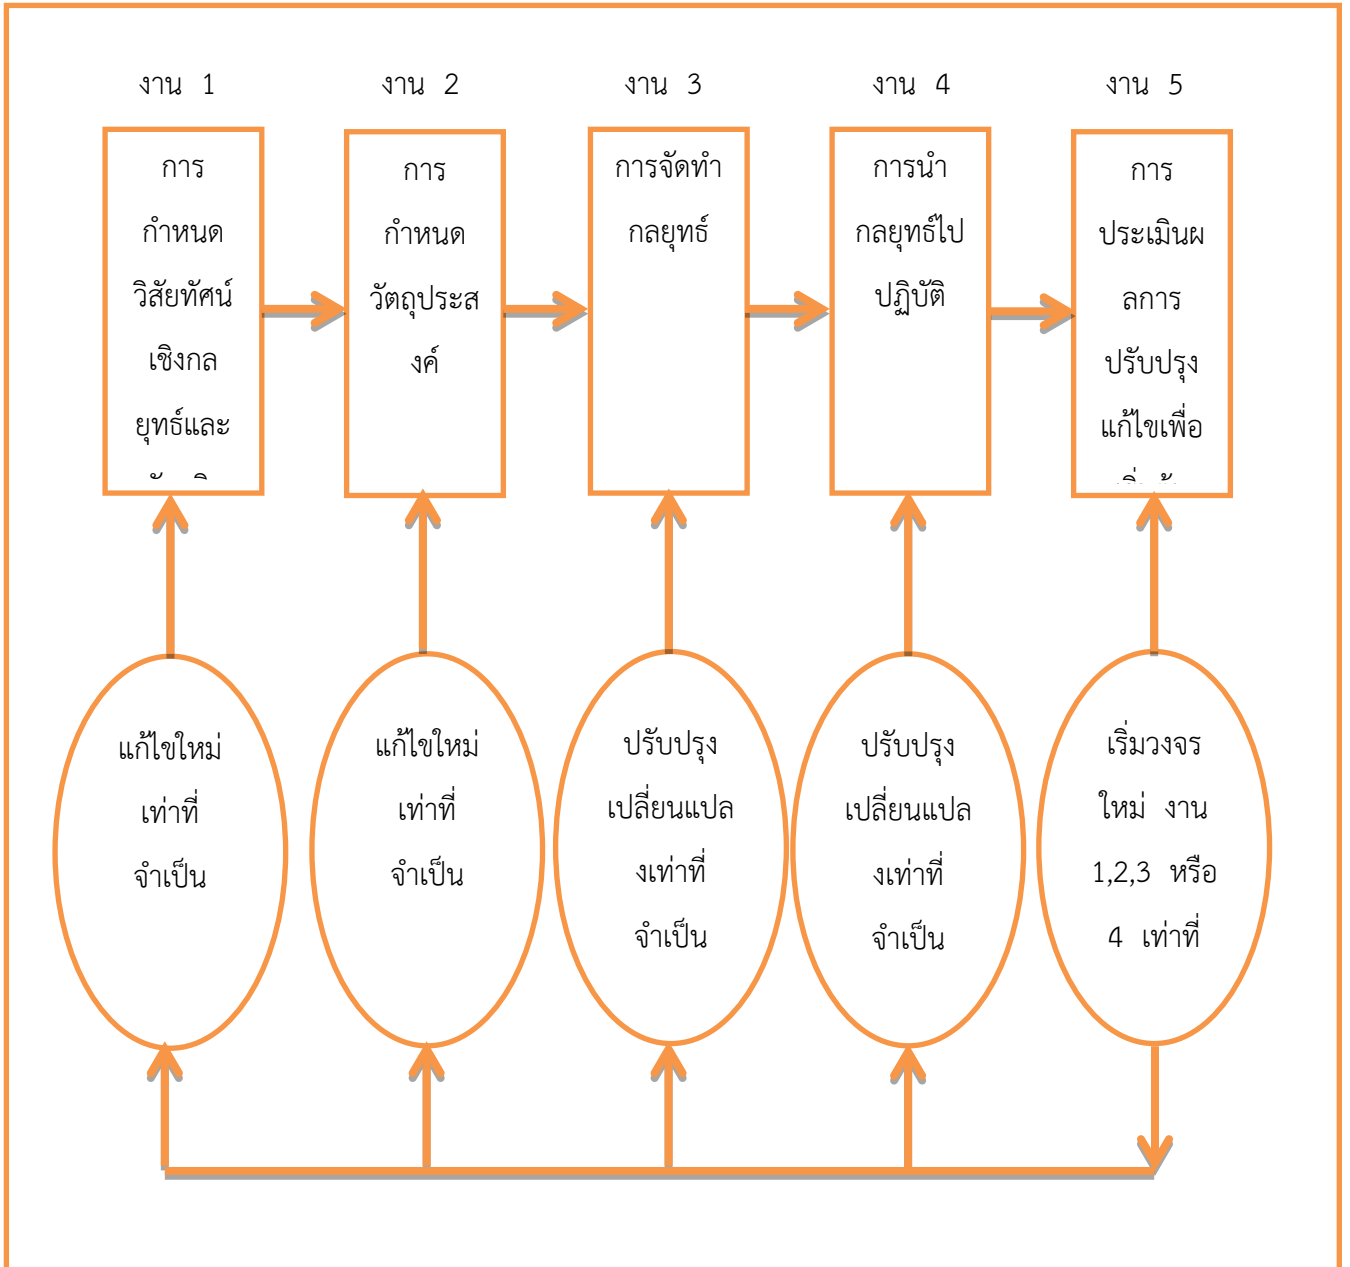 งาน 1
งาน 2
งาน 3
งาน 4
งาน 5
การ
กำหนด
วิสัยทัศน์
เชิงกล
ยุทธ์และ
การ
กำหนด
วัตถุประส
งค์
การจัดทำ
กลยุทธ์
การนำ
กลยุทธ์ไป
ปฏิบัติ
การ
ประเมินผ
ลการ
ปรับปรุง
แก้ไขเพื่อ
แก้ไขใหม่
เท่าที่
จำเป็น
แก้ไขใหม่
เท่าที่
จำเป็น
ปรับปรุง
เปลี่ยนแปล
งเท่าที่
จำเป็น
ปรับปรุง
เปลี่ยนแปล
งเท่าที่
จำเป็น
เริ่มวงจร
ใหม่ งาน
1,2,3 หรือ
4 เท่าที่